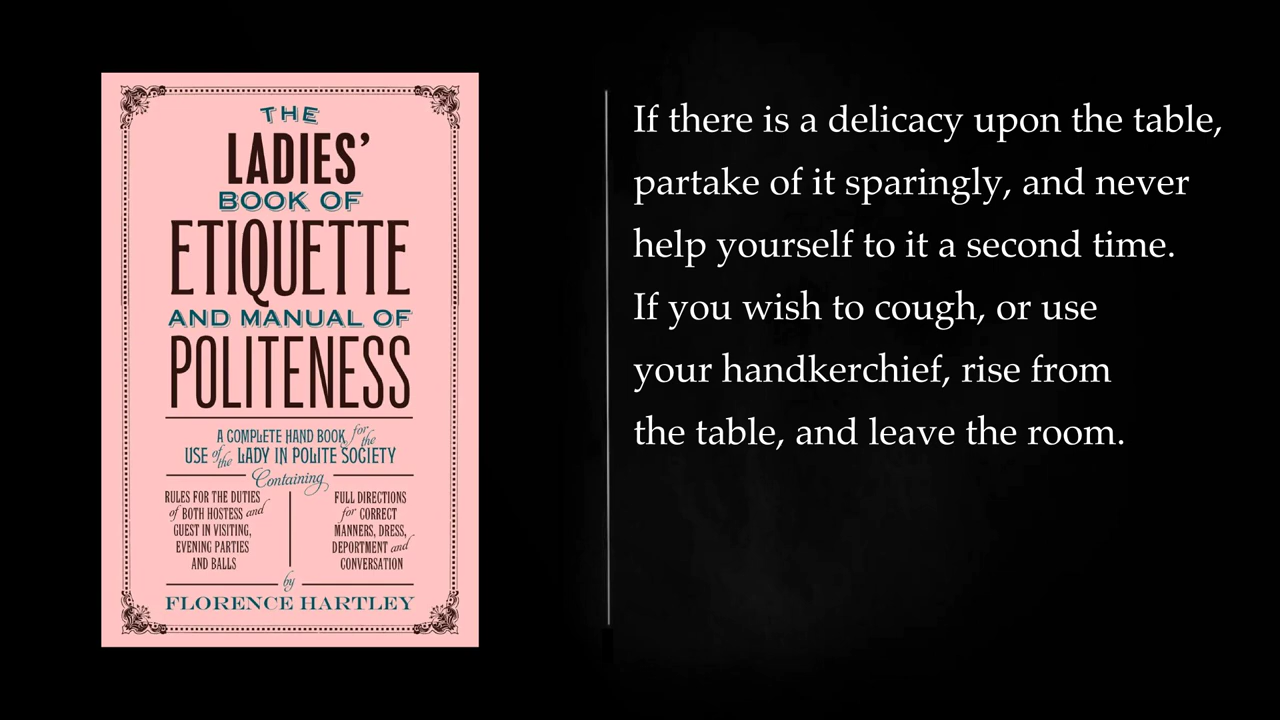 THE
LADIES'
BOOK OF
ETIQUETTE
AND MANUAL OF
POLITENESS
A COMPLETE HAND BOOK for the
USE of the LADY IN POLITE SOCIETY
Containing
RULES FOR THE DUTIES
of BOTH HOSTESS and
GUEST IN VISITING,
EVENING PARTIES
AND BALLS
FULL DIRECTIONS
for CORRECT
MANNERS, DRESS,
DEPORTMENT and
CONVERSATION
by
FLORENCE HARTLEY
If there is a delicacy upon the table,
partake of it sparingly, and never
help yourself to it a second time.
If you wish to cough, or use
your handkerchief, rise from
the table, and leave the room.